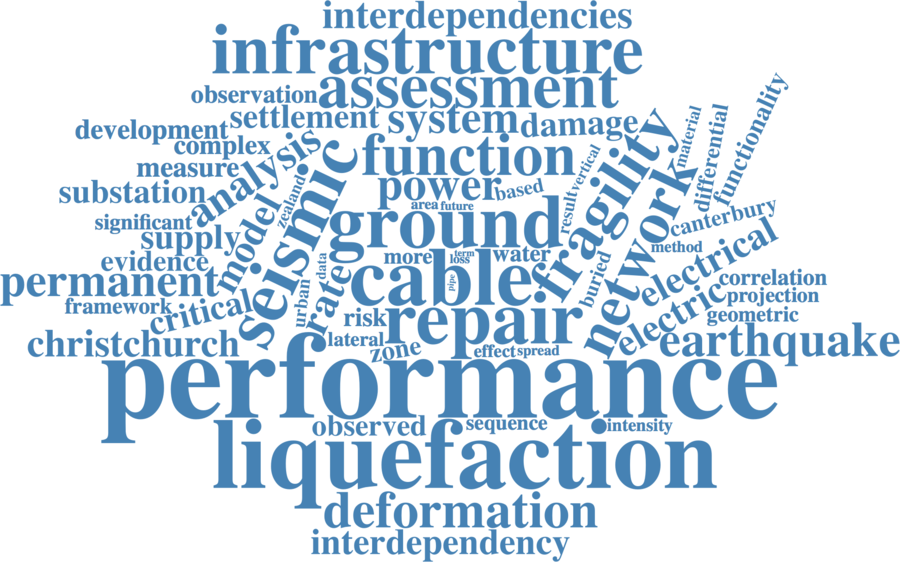 interdependencies
infrastructure
assessment
observation
settlement
system
damage
development
complex
analysis
measure
function
fragility
material
differential
functionality
vertical
result
substation
power
based
zealand
seismic
area
future
significant
model
ground
network
canterbury
supply
evidence
more
term
loss
water
method
electrical
permanent
data
cable
pipe
buried
correlation
projection
framework
critical
urban
rate
risk
repair
electric
geometric
christchurch
lateral
zone
effect
spread
earthquake
performance
observed
sequence
intensity
liquefaction
deformation
interdependency